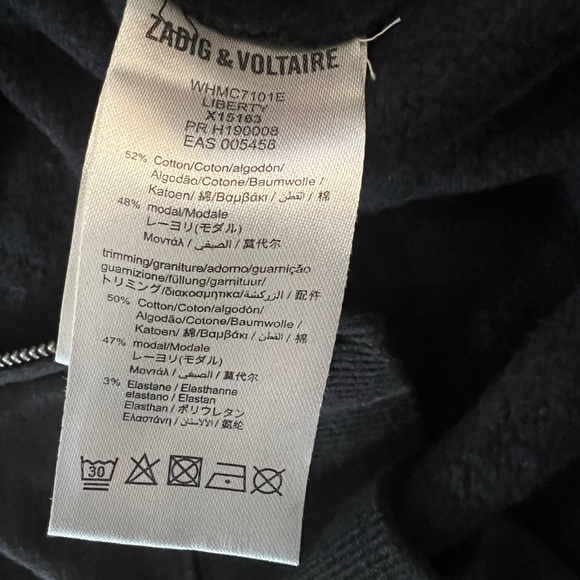 ZADIG & VOLTAIRE
WHMC7101E
LIBERTY
X15163
PR H190008
EAS 005458
52% Cotton/Coton/algodón/
Algodão/Cotone/Baumwolle /
Katoen/ 綿/Βαμβάκι / القطن / 棉
48% modal/Modale
レーヨリ(モダル)
Μοντάλ / الصيفي / 莫代尔
trimming/garniture/adorno/guarnição
guarnizione/füllung/garnituur/
トリミング/διακοσμητικα/الزركشة / 配件
50% Cotton/Coton/algodón/
Algodão/Cotone/Baumwolle /
Katoen/ 綿/Βαμβάκι / القطن / 棉
47% modal/Modale
レーヨリ(モダル)
Μοντάλ / الصيفي / 莫代尔
3% Elastane / Elasthanne
elastano / Elastan
Elasthan / ポリウレタン
Ελαστάνη / الألاستان / 氨纶
30